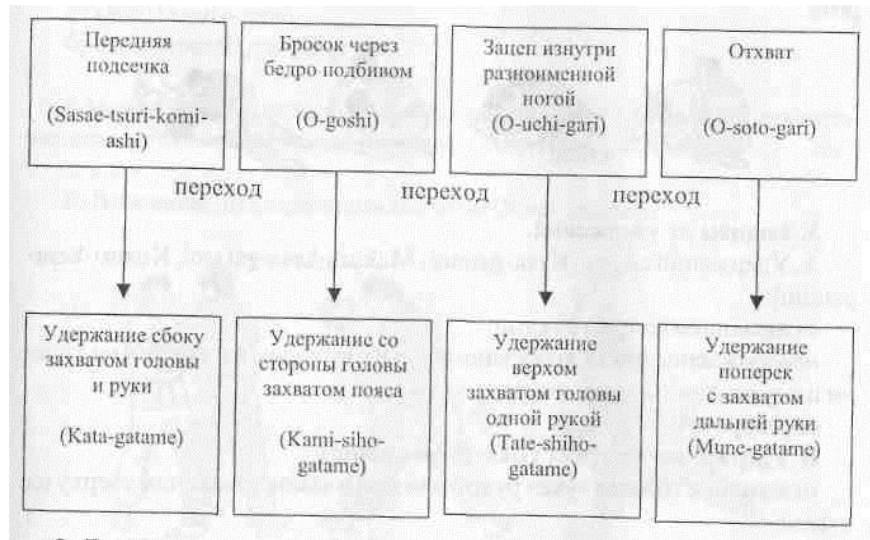 Передняя
подсечка
(Sasae-tsuri-komi-
ashi)
Бросок через
бедро подбивом
(O-goshi)
Зацеп изнутри
разноименной
ногой
(O-uchi-gari)
Отхват
(O-soto-gari)
переход
переход
переход
Удержание сбоку
захватом головы
и руки
(Kata-gatame)
Удержание со
стороны головы
захватом пояса
(Kami-siho-
gatame)
Удержание
верхом
захватом головы
одной рукой
(Tate-shiho-
gatame)
Удержание
поперек
с захватом
дальней руки
(Mune-gatame)